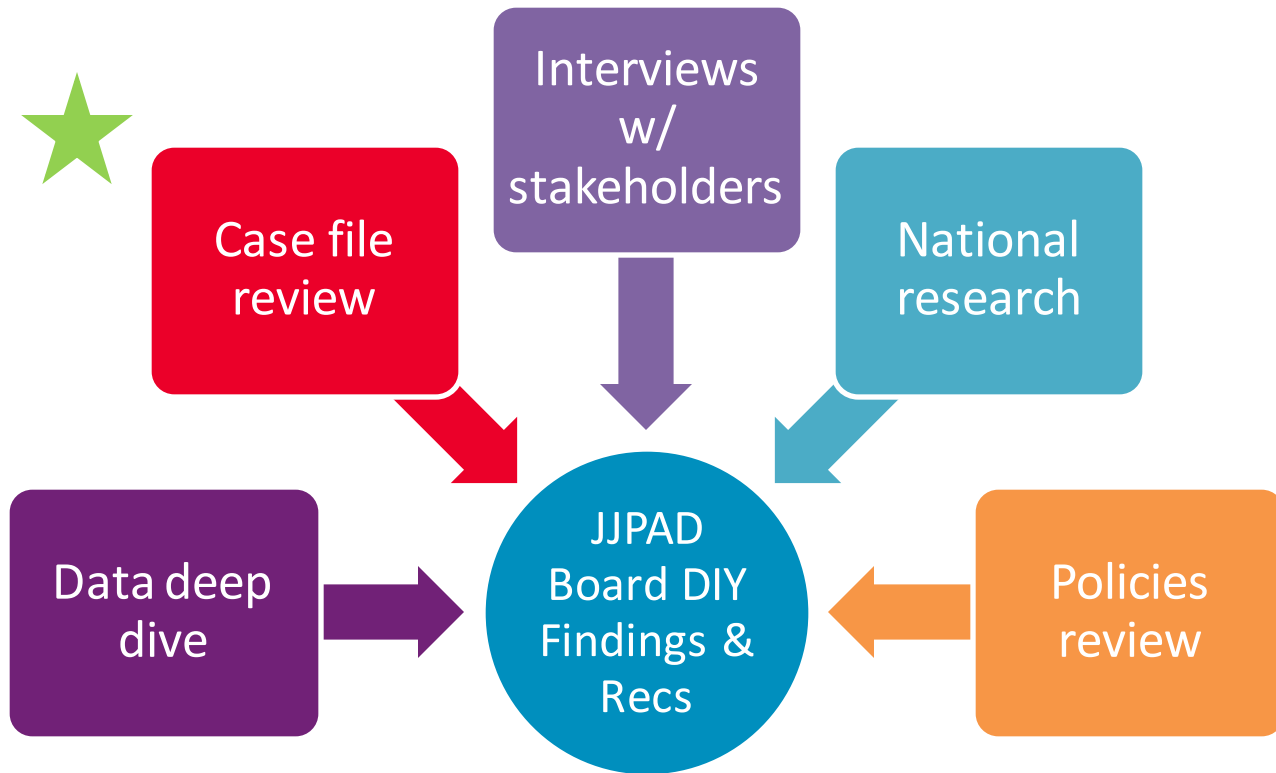 Interviews
w/
stakeholders
Case file
review
National
research
Data deep
dive
JJPAD
Board DIY
Findings &
Recs
Policies
review